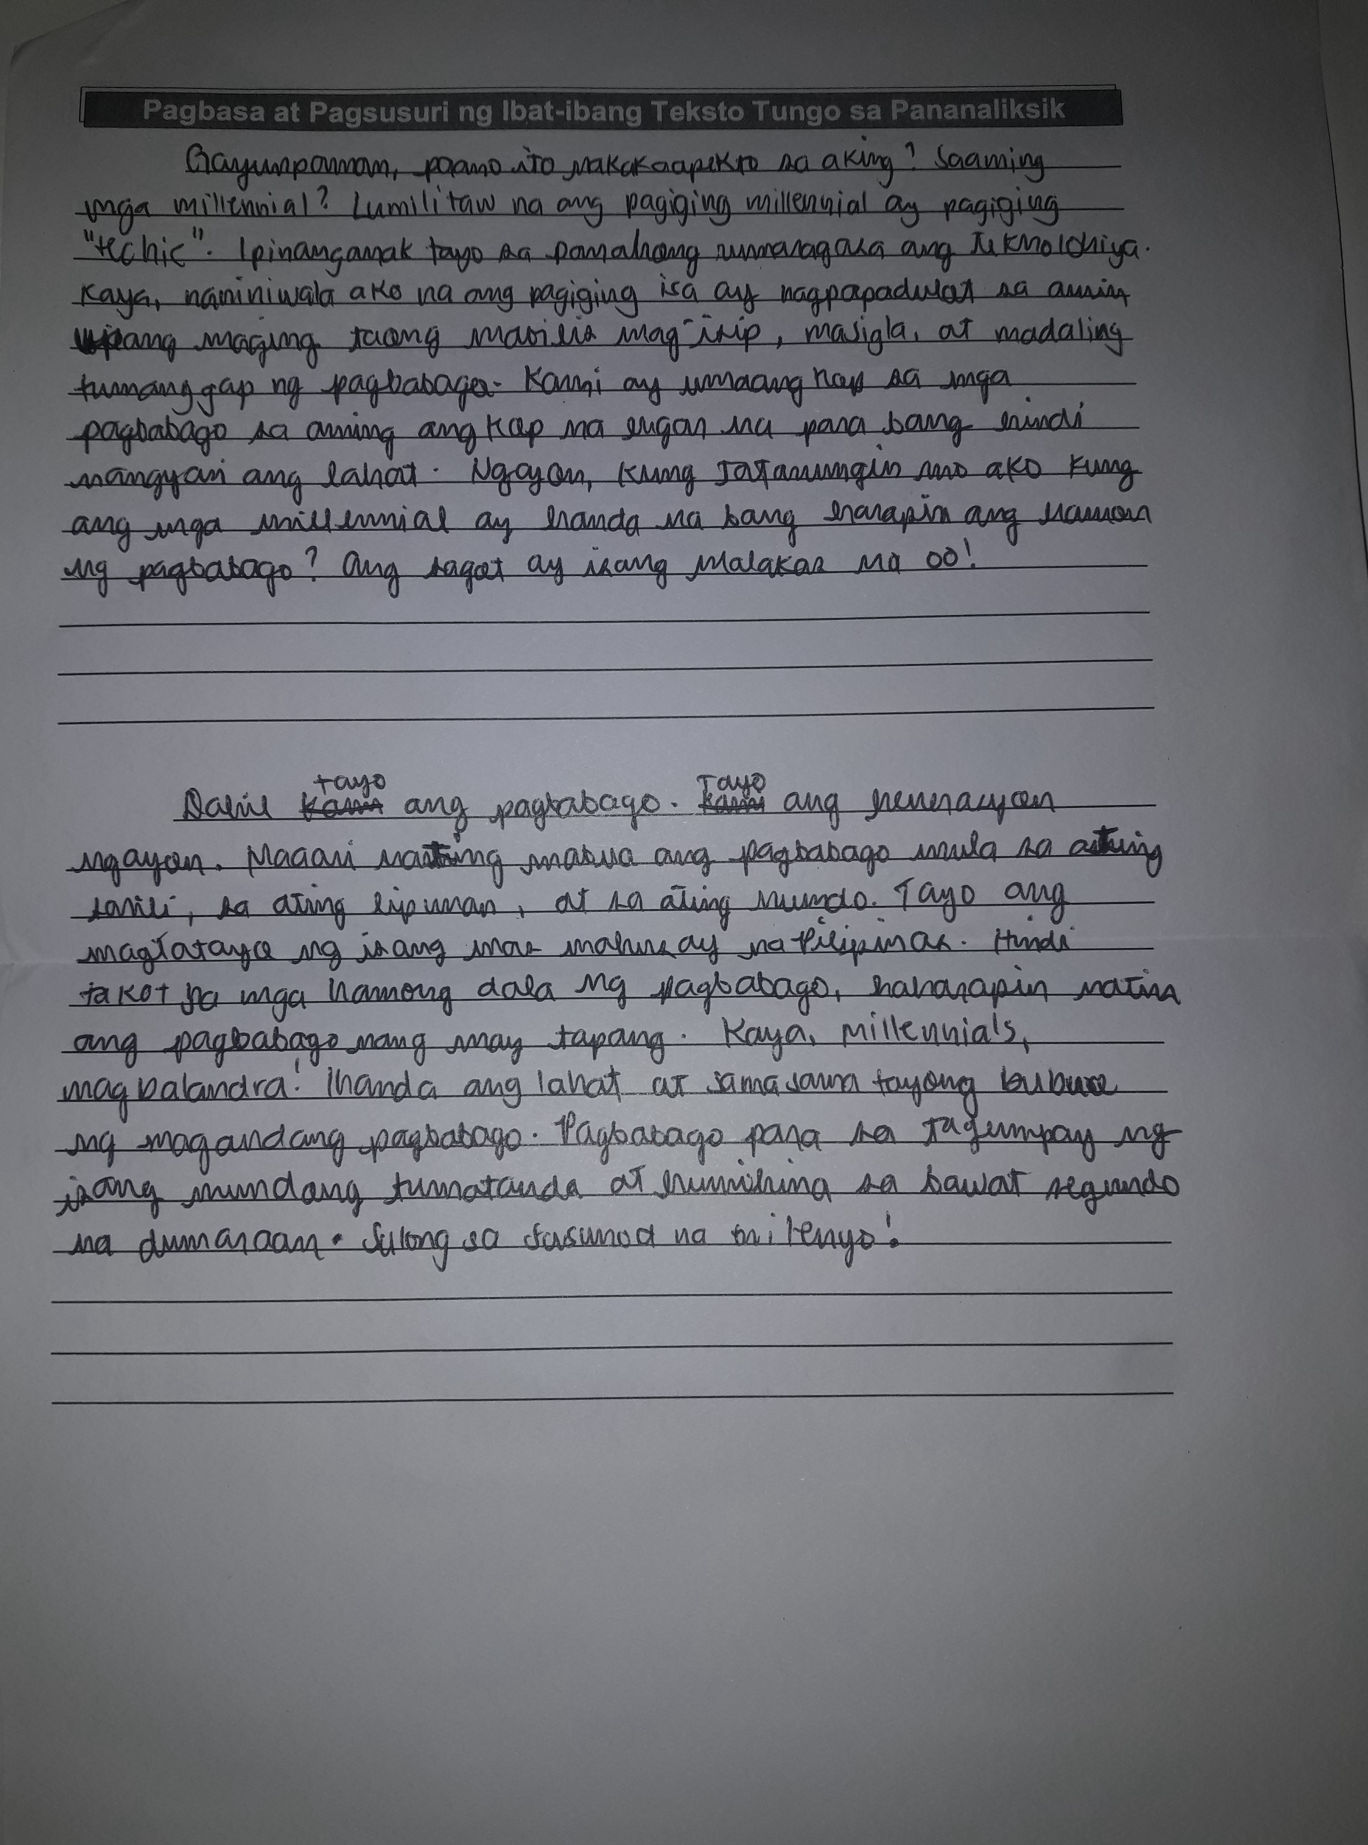 Pagbasa at Pagsusuri ng Ibat-ibang Teksto Tungo sa Pananaliksik
Gayunpaman, paano ito nakakaapekto sa aking? Saaming
mga millennial? Lumilitaw na ang pagiging millennial ay pagiging
"techic". Ipinanganak tayo sa panahong rumaragasa ang teknolohiya.
Kaya, naniniwala ako na ang pagiging isa ay nagpapadulot sa amin
upang maging taong mabilis mag-isip, masigla, at madaling
tumanggap ng pagbabago. Kami ay umaangkop sa mga
pagbabago sa aming angkap na ligan na para bang hindi
mangyari ang lahat. Ngayon, kung tatanungin mo ako kung
ang mga millennial ay handa na bang harapin ang hamon
ng pagbabago? Ang sagot ay isang malakas na oo!
tayo Tayo
Dahil kami ang pagbabago. kami ang henerasyon
ngayon. Maaari nating mabua ang pagbabago mula sa ating
sarili, sa ating lipunan, at sa ating mundo. Tayo ang
magtatayo ng isang mas mahusay na Pilipinas. Hindi
takot sa mga hamong dala ng pagbabago, haharapin natin
ang pagbabago nang may tapang. Kaya, millennials,
magbalandra! Ihanda ang lahat at samasama tayong bubuo
ng magandang pagbabago. Pagbabago para sa tagumpay ng
isang mundang tumatanda at humihina sa bawat segundo
na dumaraan. Sulong sa susunod na milenyo!